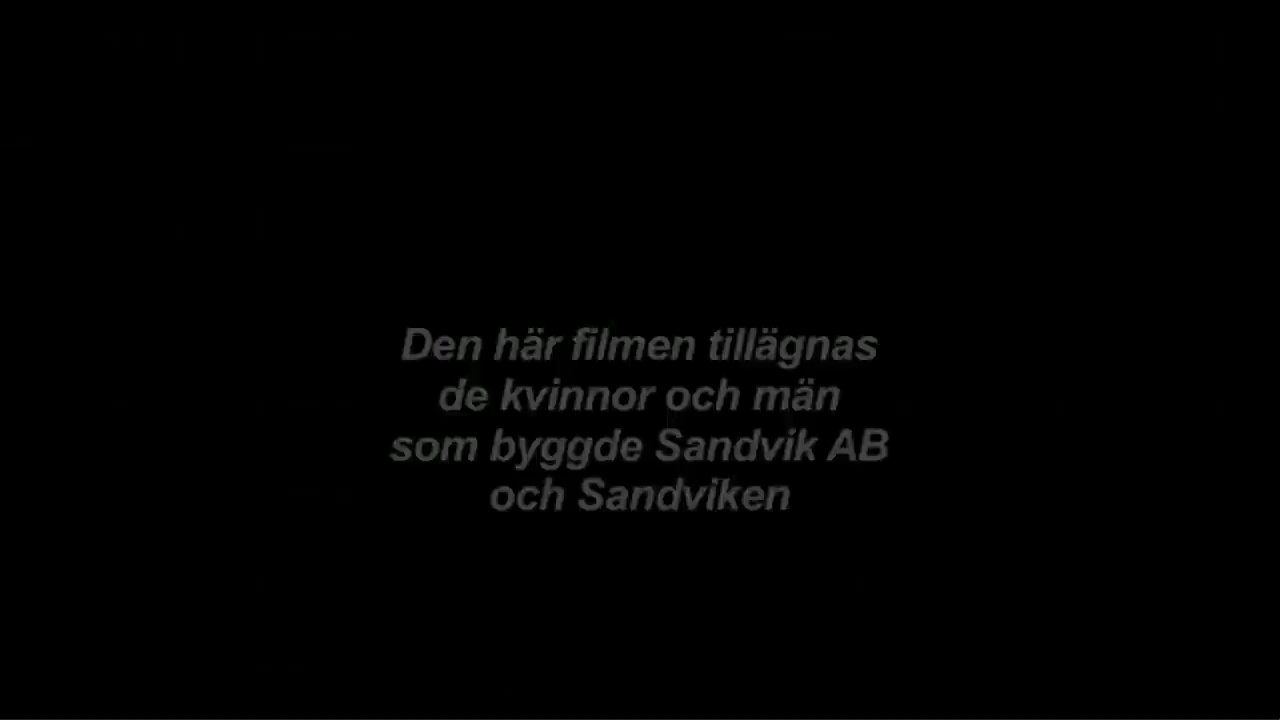 Den här filmen tillägnas
de kvinnor och män
som byggde Sandvik AB
och Sandviken